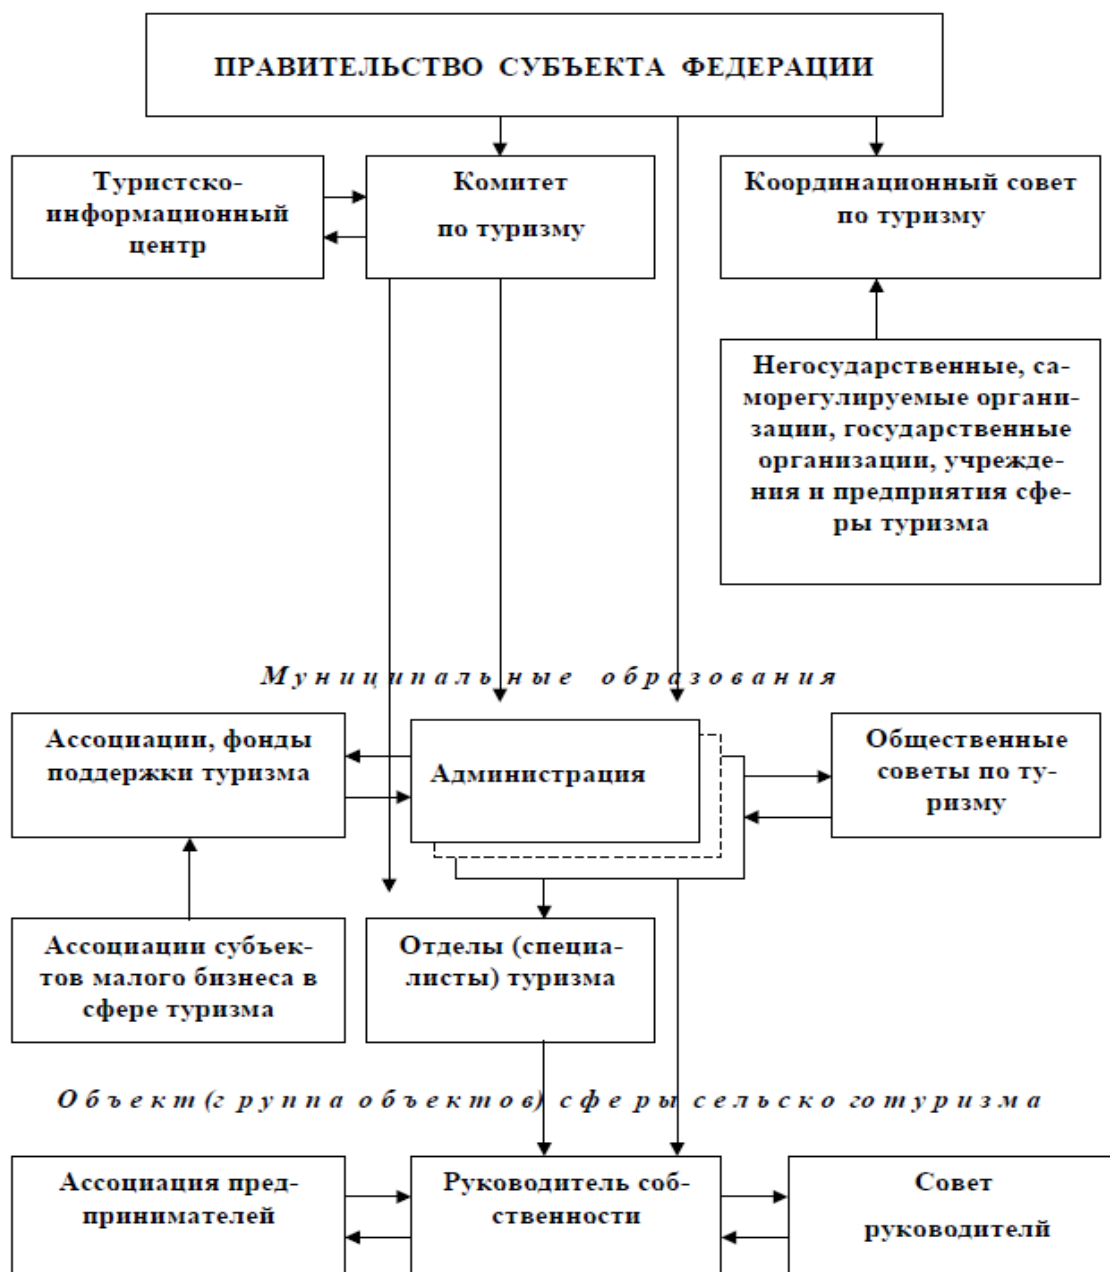 ПРАВИТЕЛЬСТВО СУБЪЕКТА ФЕДЕРАЦИИ
Туристско-
информационный
центр
Комитет
по туризму
Координационный совет
по туризму
Негосударственные, са-
морегулируемые органи-
зации, государственные
организации, учрежде-
ния и предприятия сфе-
ры туризма
Муниципальные образования
Ассоциации, фонды
поддержки туризма
Администрация
Общественные
советы по ту-
ризму
Ассоциации субъек-
тов малого бизнеса в
сфере туризма
Отделы (специа-
листы) туризма
Объект (группа объектов) сферы сельского туризма
Ассоциация пред-
принимателей
Руководитель соб-
ственности
Совет
руководителй